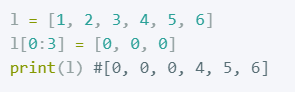 l = [1, 2, 3, 4, 5, 6]
l[0:3] = [0, 0, 0]
print(l) #[0, 0, 0, 4, 5, 6]